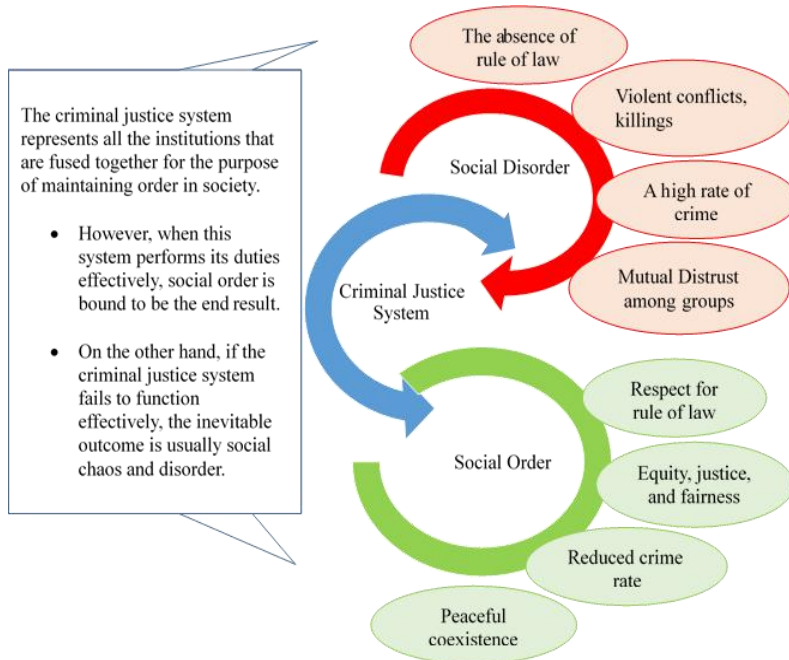 The criminal justice system
represents all the institutions that
are fused together for the purpose
of maintaining order in society.
• However, when this
system performs its duties
effectively, social order is
bound to be the end result.
• On the other hand, if the
criminal justice system
fails to function
effectively, the inevitable
outcome is usually social
chaos and disorder.
The absence of
rule of law
Violent conflicts,
killings
Social Disorder
A high rate of
crime
Mutual Distrust
among groups
Criminal Justice
System
Respect for
rule of law
Social Order
Equity, justice,
and fairness
Reduced crime
rate
Peaceful
coexistence